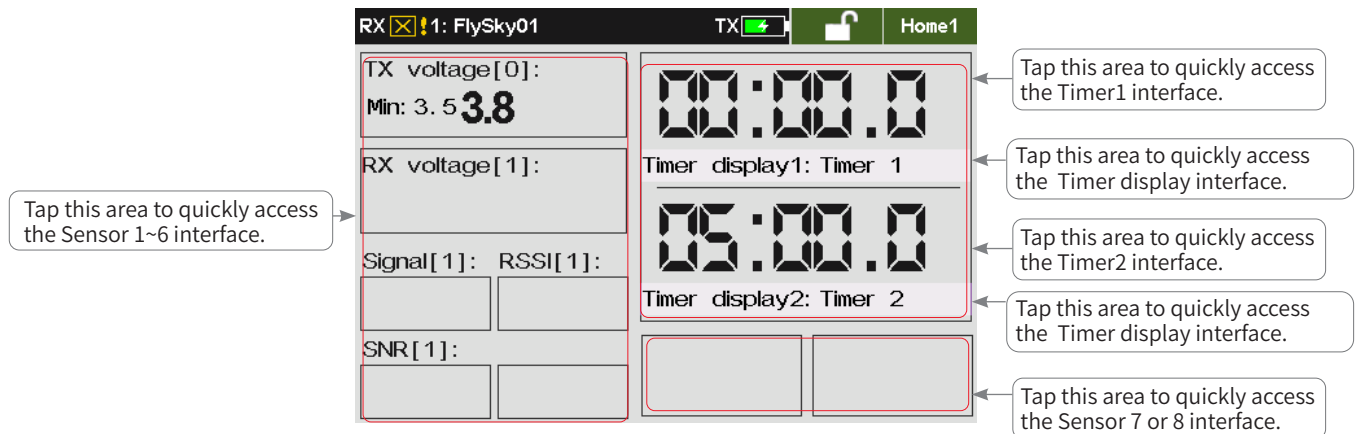 RX !1: FlySky01
TX
Home1
TX voltage[0]:
Min: 3.5 3.8
RX voltage[1]:
Signal[1]: RSSI[1]:
SNR[1]:
00:00.0
Timer display1: Timer 1
05:00.0
Timer display2: Timer 2
Tap this area to quickly access
the Sensor 1~6 interface.
Tap this area to quickly access
the Timer1 interface.
Tap this area to quickly access
the Timer display interface.
Tap this area to quickly access
the Timer2 interface.
Tap this area to quickly access
the Timer display interface.
Tap this area to quickly access
the Sensor 7 or 8 interface.